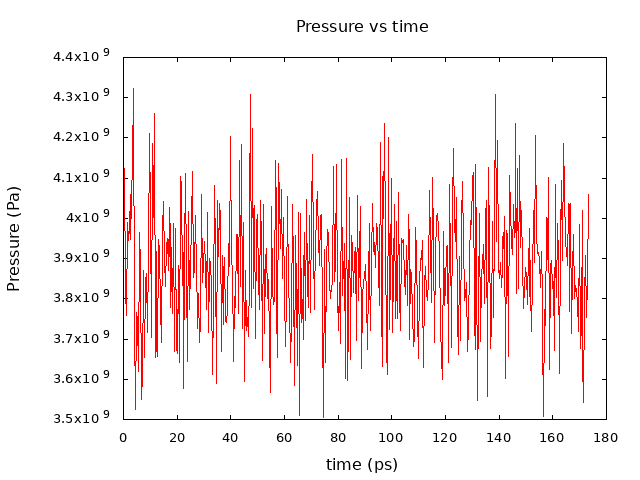 Pressure vs time
4.4x10^9
4.3x10^9
4.2x10^9
4.1x10^9
4x10^9
3.9x10^9
3.8x10^9
3.7x10^9
3.6x10^9
3.5x10^9
Pressure (Pa)
0 20 40 60 80 100 120 140 160 180
time (ps)